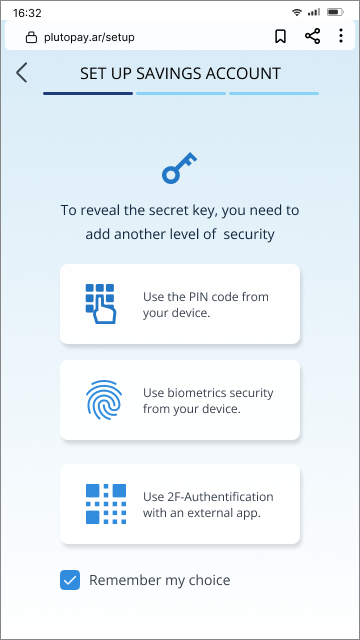 16:32
plutopay.ar/setup
SET UP SAVINGS ACCOUNT
To reveal the secret key, you need to
add another level of  security
Use the PIN code from
your device.
Use biometrics security
from your device.
Use 2F-Authentification
with an external app.
Remember my choice